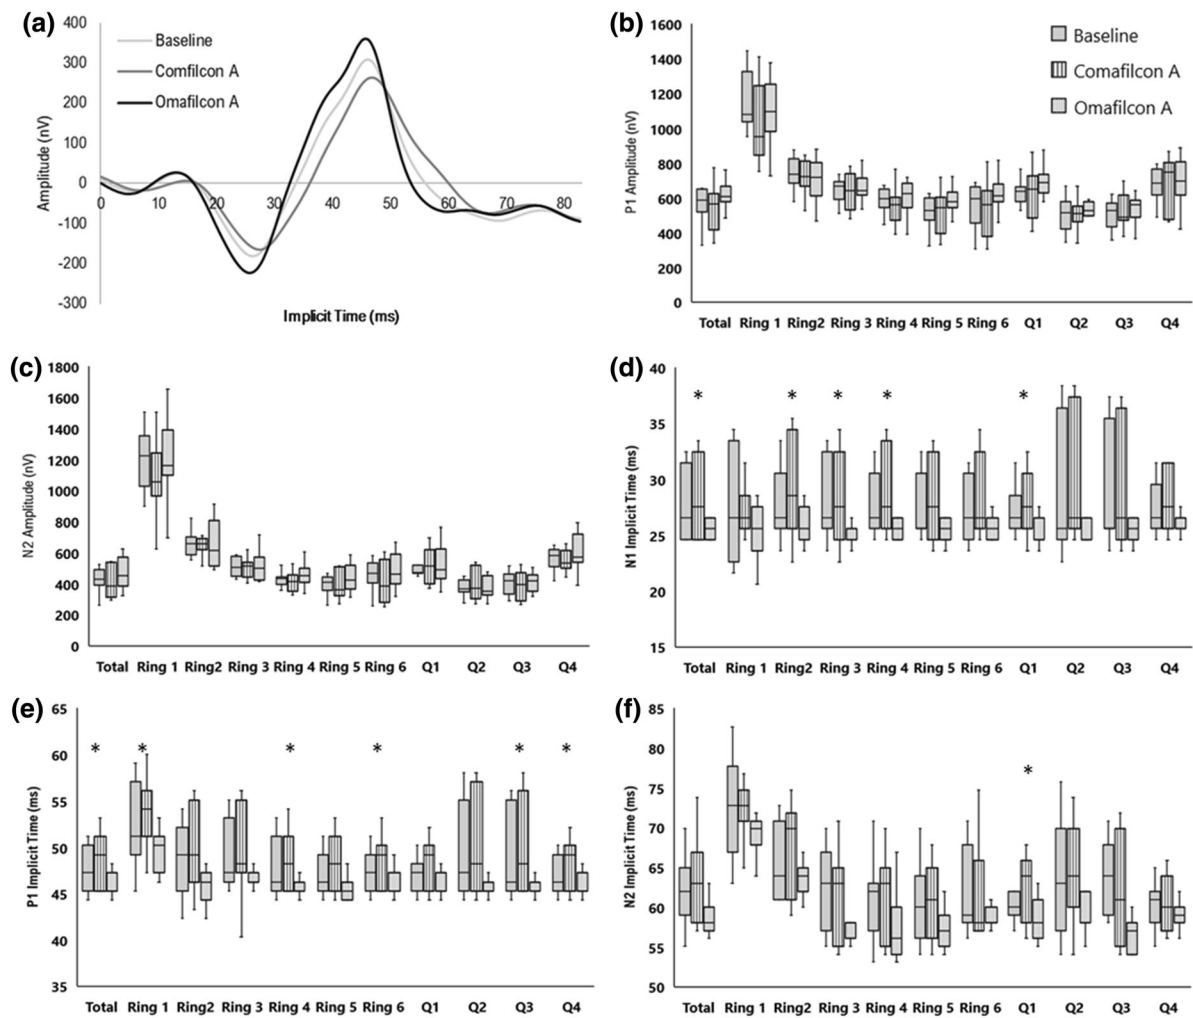 (a)
400
300
200
100
0
-100
-200
-300
Amplitude (nV)
Baseline
Comfilcon A
Omafilcon A
0 10 20 30 40 50 60 70 80
Implicit Time (ms)
(b)
1600
1400
1200
1000
800
600
400
200
0
P1 Amplitude (nV)
Baseline
Comafilcon A
Omafilcon A
Total Ring 1 Ring2 Ring 3 Ring 4 Ring 5 Ring 6 Q1 Q2 Q3 Q4
(c)
1800
1600
1400
1200
1000
800
600
400
200
0
N2 Amplitude (nV)
Total Ring 1 Ring2 Ring 3 Ring 4 Ring 5 Ring 6 Q1 Q2 Q3 Q4
(d)
40
35
30
25
20
15
N1 Implicit Time (ms)
* * * * *
Total Ring 1 Ring2 Ring 3 Ring 4 Ring 5 Ring 6 Q1 Q2 Q3 Q4
(e)
65
60
55
50
45
40
35
P1 Implicit Time (ms)
* * * * * *
Total Ring 1 Ring2 Ring 3 Ring 4 Ring 5 Ring 6 Q1 Q2 Q3 Q4
(f)
85
80
75
70
65
60
55
50
N2 Implicit Time (ms)
*
Total Ring 1 Ring2 Ring 3 Ring 4 Ring 5 Ring 6 Q1 Q2 Q3 Q4